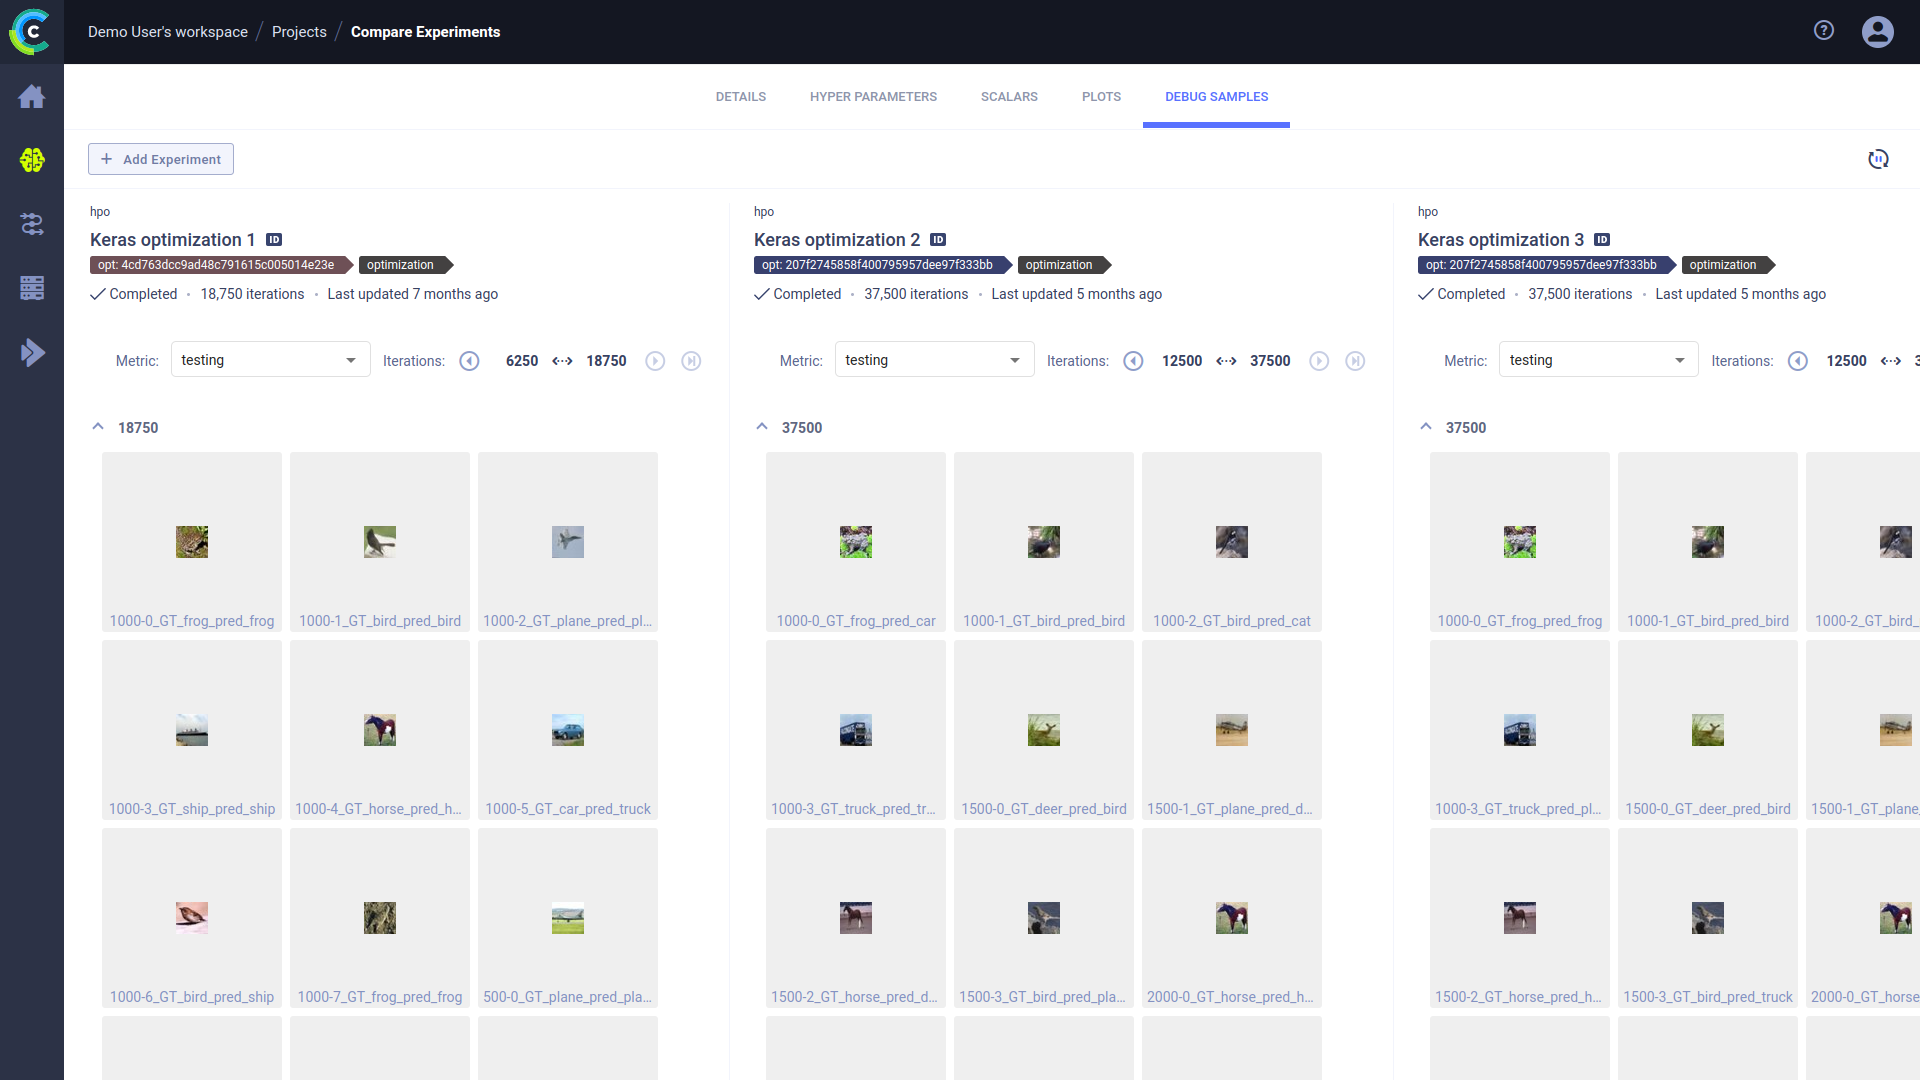 Demo User's workspace / Projects / Compare Experiments
DETAILS HYPER PARAMETERS SCALARS PLOTS DEBUG SAMPLES
+ Add Experiment
hpo
Keras optimization 1 ID
opt: 4cd763dcc9ad48c791615c005014e23e optimization
Completed • 18,750 iterations • Last updated 7 months ago
Metric: testing Iterations: 6250 18750
18750
1000-0_GT_frog_pred_frog 1000-1_GT_bird_pred_bird 1000-2_GT_plane_pred_pl...
1000-3_GT_ship_pred_ship 1000-4_GT_horse_pred_h... 1000-5_GT_car_pred_truck
1000-6_GT_bird_pred_ship 1000-7_GT_frog_pred_frog 500-0_GT_plane_pred_pla...
hpo
Keras optimization 2 ID
opt: 207f2745858f400795957dee97f333bb optimization
Completed • 37,500 iterations • Last updated 5 months ago
Metric: testing Iterations: 12500 37500
37500
1000-0_GT_frog_pred_car 1000-1_GT_bird_pred_bird 1000-2_GT_bird_pred_cat
1000-3_GT_truck_pred_tr... 1500-0_GT_deer_pred_bird 1500-1_GT_plane_pred_d...
1500-2_GT_horse_pred_d... 1500-3_GT_bird_pred_pla... 2000-0_GT_horse_pred_h...
hpo
Keras optimization 3 ID
opt: 207f2745858f400795957dee97f333bb optimization
Completed • 37,500 iterations • Last updated 5 months ago
Metric: testing Iterations: 12500 3
37500
1000-0_GT_frog_pred_frog 1000-1_GT_bird_pred_bird 1000-2_GT_bird_
1000-3_GT_truck_pred_pl... 1500-0_GT_deer_pred_bird 1500-1_GT_plane_
1500-2_GT_horse_pred_h... 1500-3_GT_bird_pred_truck 2000-0_GT_horse